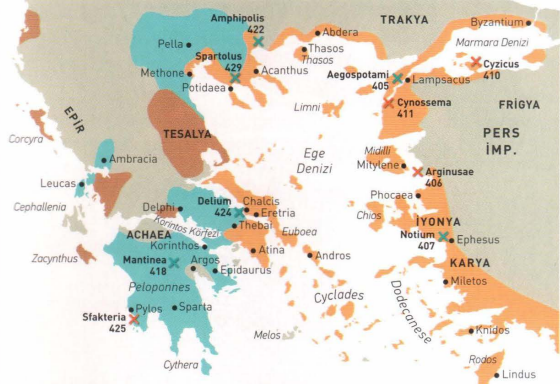 Amphipolis
422
TRAKYA
Byzantium
Abdera
Marmara Denizi
Pella
Spartolus
429
Thasos
Thasos
Cyzicus
410
Methone
Acanthus
Aegospotami
405
Lampsacus
Potidaea
Limni
Cynossema
411
FRİGYA
EPİR
TESALYA
PERS
İMP.
Corcyra
Ege
Denizi
Midilli
Ambracia
Mitylene
Arginusae
406
Leucas
Phocaea
Cephallenia
Delphi
Delium
424
Chalcis
Eretria
Chios
İYONYA
Korintos Körfezi
Thebai
Euboea
Notium
407
Ephesus
ACHAEA
Korinthos
Atina
Zacynthus
Mantinea
418
Argos
Andros
KARYA
Epidaurus
Peloponnes
Miletos
Cyclades
Dodeçanese
Pylos
Sparta
Sfakteria
425
Melos
Knidos
Rodos
Cythera
Lindus